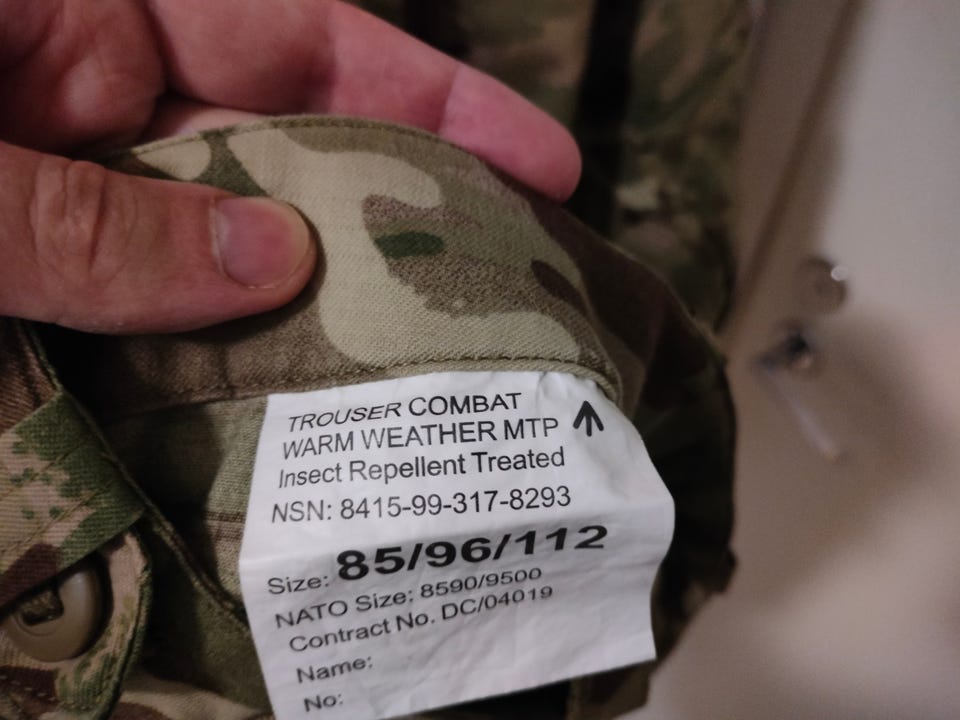 TROUSER COMBAT
WARM WEATHER MTP
Insect Repellent Treated
NSN: 8415-99-317-8293
Size: 85/96/112
NATO Size: 8590/9500
Contract No. DC/04019
Name:
No: